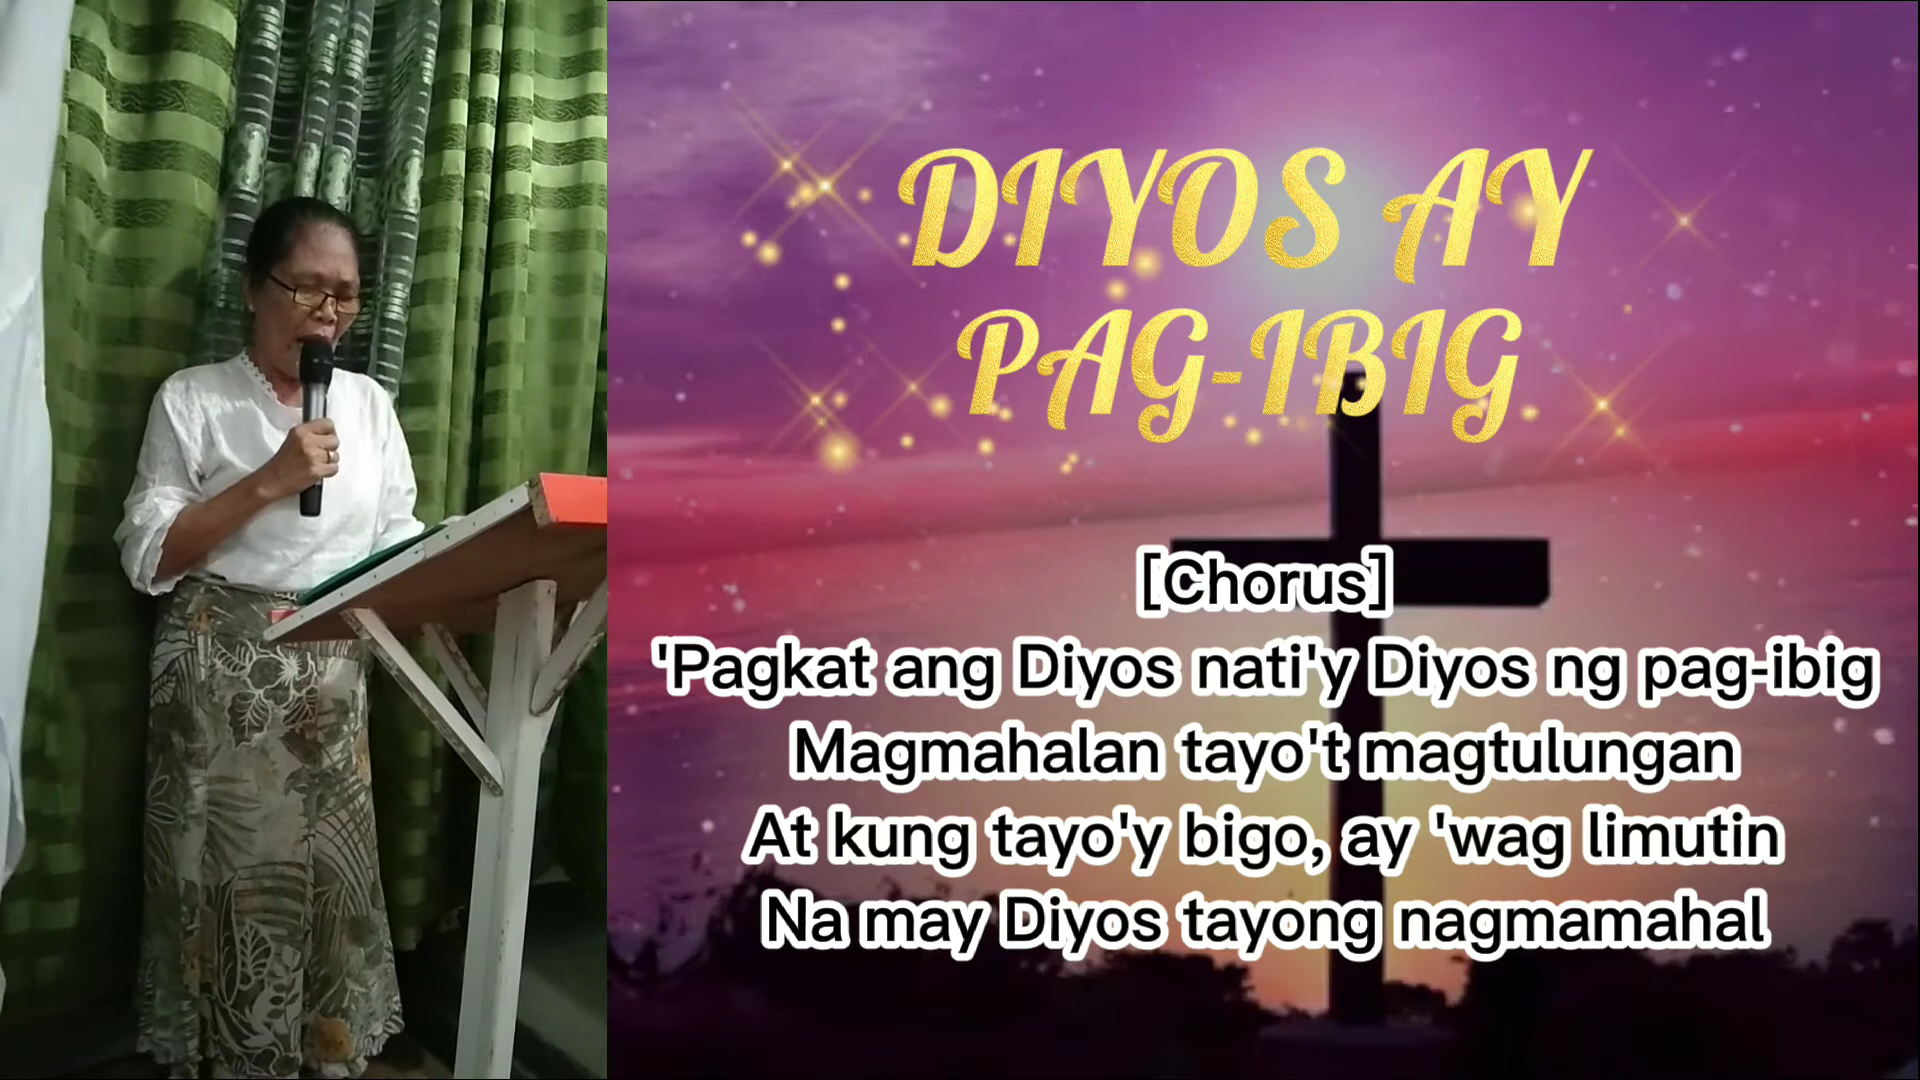 DIYOS AY
PAG-IBIG
[Chorus]
'Pagkat ang Diyos nati'y Diyos ng pag-ibig
Magmahalan tayo't magtulungan
At kung tayo'y bigo, ay 'wag limutin
Na may Diyos tayong nagmamahal